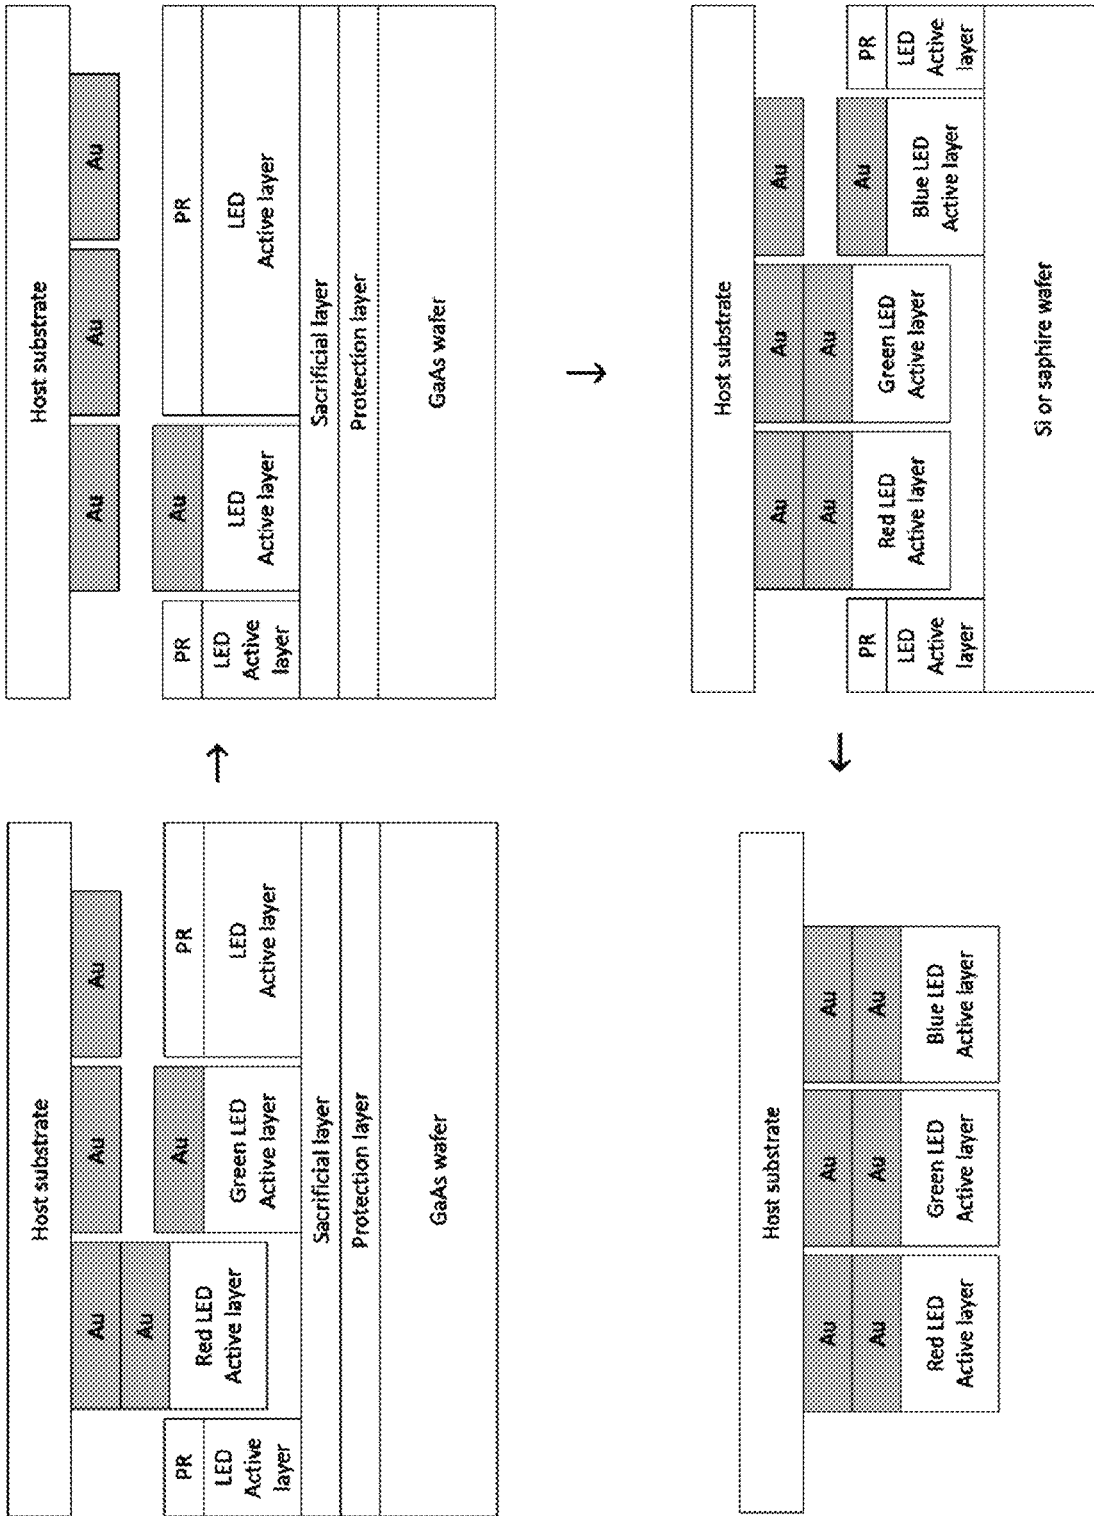 Host substrate
Au
Au
Au
Au
Red LED
Active layer
PR
LED
Active
layer
Au
Green LED
Active layer
PR
LED
Active layer
Sacrificial layer
Protection layer
GaAs wafer
→
Host substrate
Au
Au
Au
PR
LED
Active
layer
Au
LED
Active layer
PR
LED
Active layer
Sacrificial layer
Protection layer
GaAs wafer
→
Host substrate
Au
Au
Au
PR
LED
Active
layer
Au
Red LED
Active layer
Au
Green LED
Active layer
Au
Blue LED
Active layer
PR
LED
Active
layer
Si or saphire wafer
→
Host substrate
Au
Au
Au
Au
Au
Au
Red LED
Active layer
Green LED
Active layer
Blue LED
Active layer